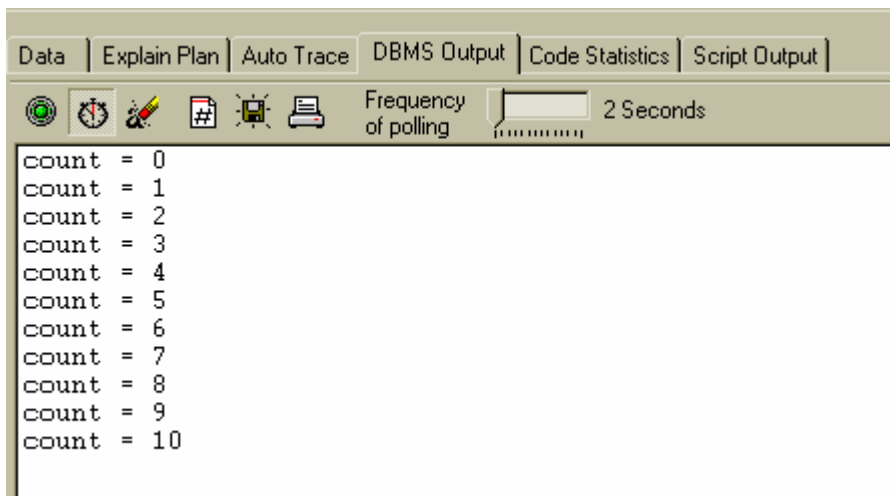 Data Explain Plan Auto Trace DBMS Output Code Statistics Script Output
# Frequency of polling 2 Seconds
count = 0
count = 1
count = 2
count = 3
count = 4
count = 5
count = 6
count = 7
count = 8
count = 9
count = 10